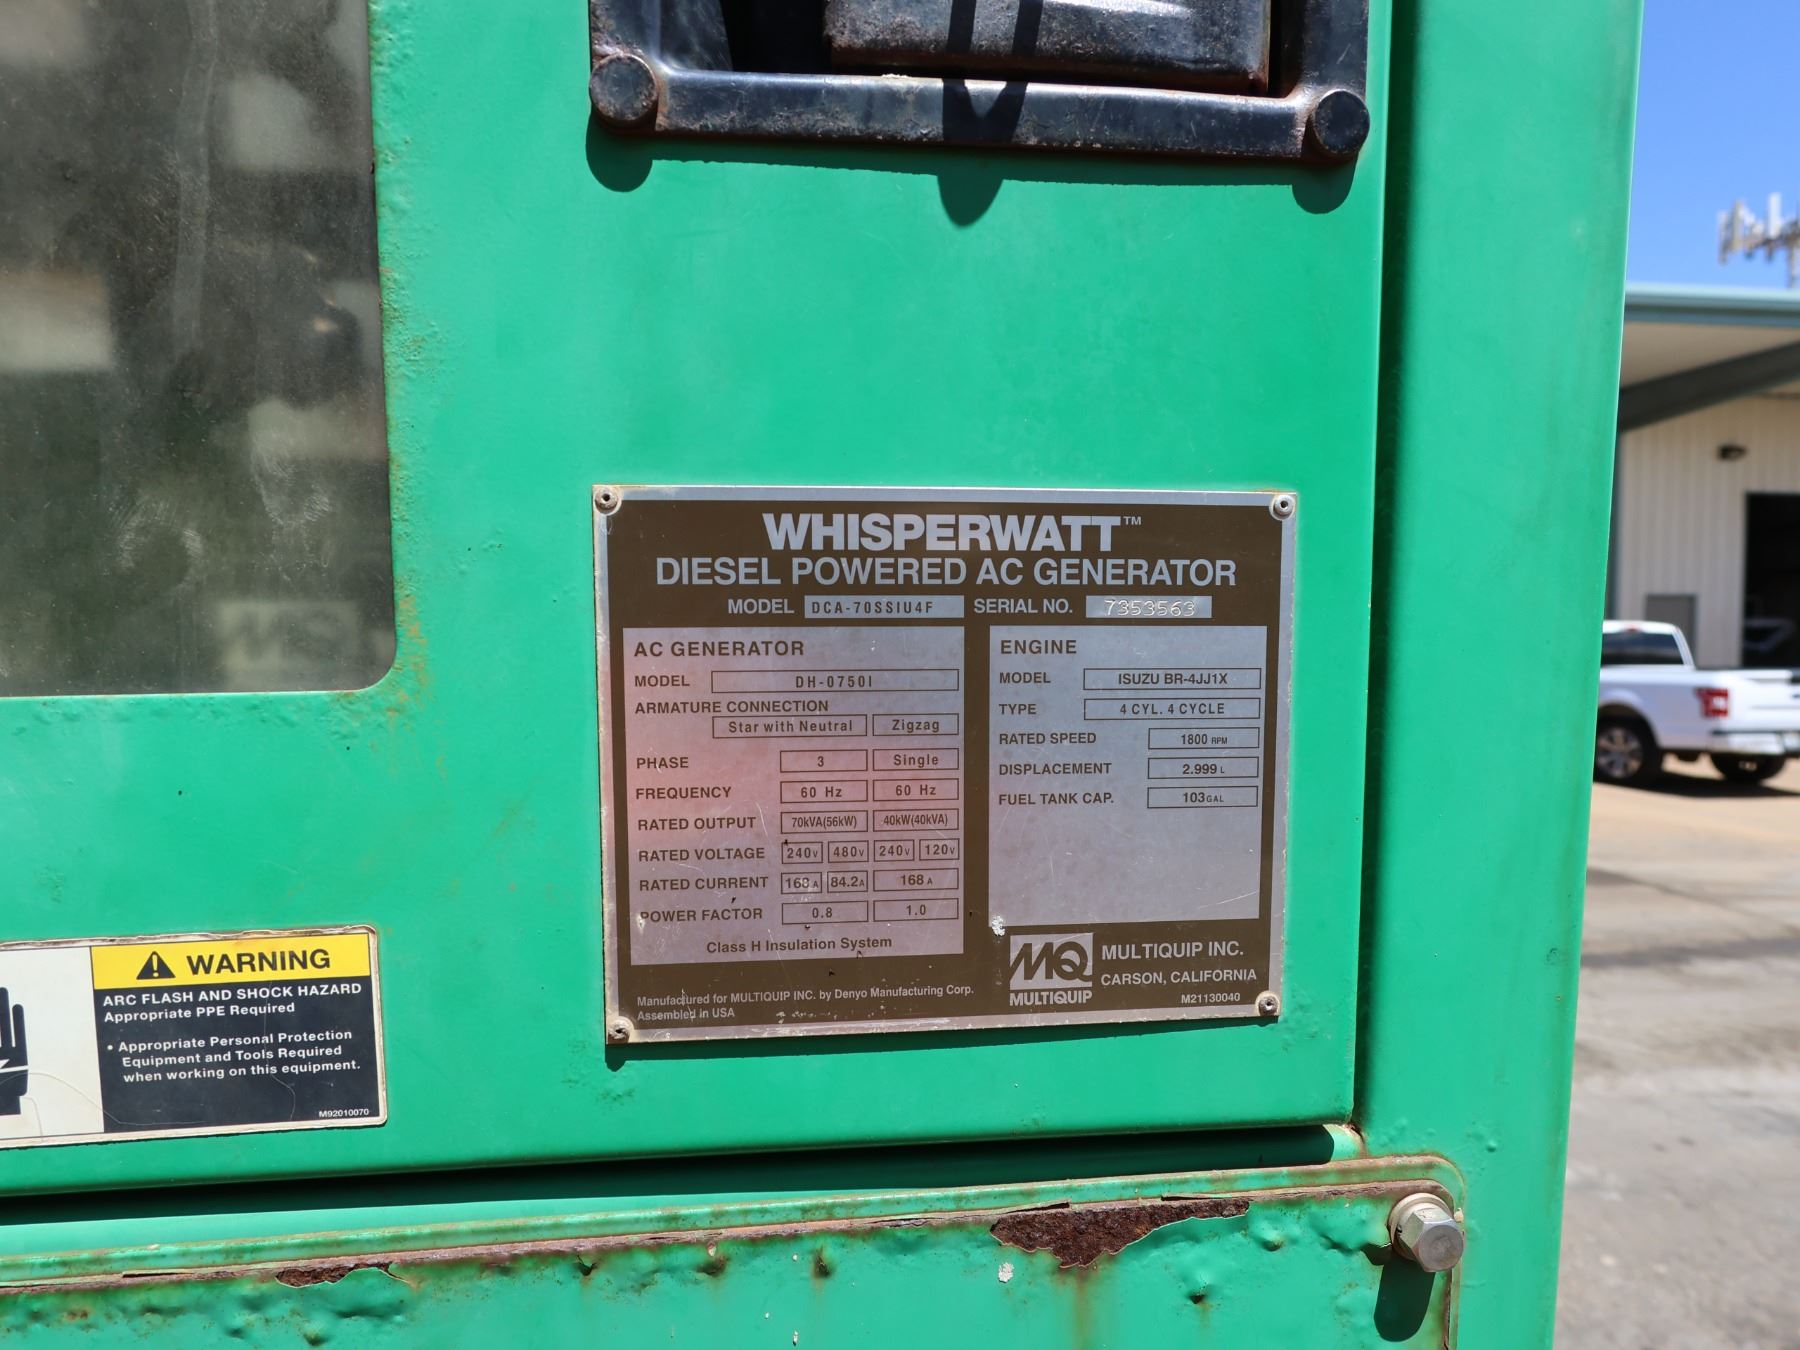 WHISPERWATT™
DIESEL POWERED AC GENERATOR
MODEL DCA-70SSIU4F SERIAL NO. 7353563
AC GENERATOR
MODEL DH-0750I
ARMATURE CONNECTION
Star with Neutral Zigzag
PHASE 3 Single
FREQUENCY 60 Hz 60 Hz
RATED OUTPUT 70kVA(56kW) 40kW(40kVA)
RATED VOLTAGE 240V 480V 240V 120V
RATED CURRENT 168 A 84.2A 168 A
POWER FACTOR 0.8 1.0
Class H Insulation System
ENGINE
MODEL ISUZU BR-4JJ1X
TYPE 4 CYL. 4 CYCLE
RATED SPEED 1800 RPM
DISPLACEMENT 2.999 L
FUEL TANK CAP. 103GAL
Manufactured for MULTIQUIP INC. by Denyo Manufacturing Corp.
Assembled in USA
MQ
MULTIQUIP
MULTIQUIP INC.
CARSON, CALIFORNIA
M21130040
WARNING
ARC FLASH AND SHOCK HAZARD
Appropriate PPE Required
• Appropriate Personal Protection
Equipment and Tools Required
when working on this equipment.
M92010070